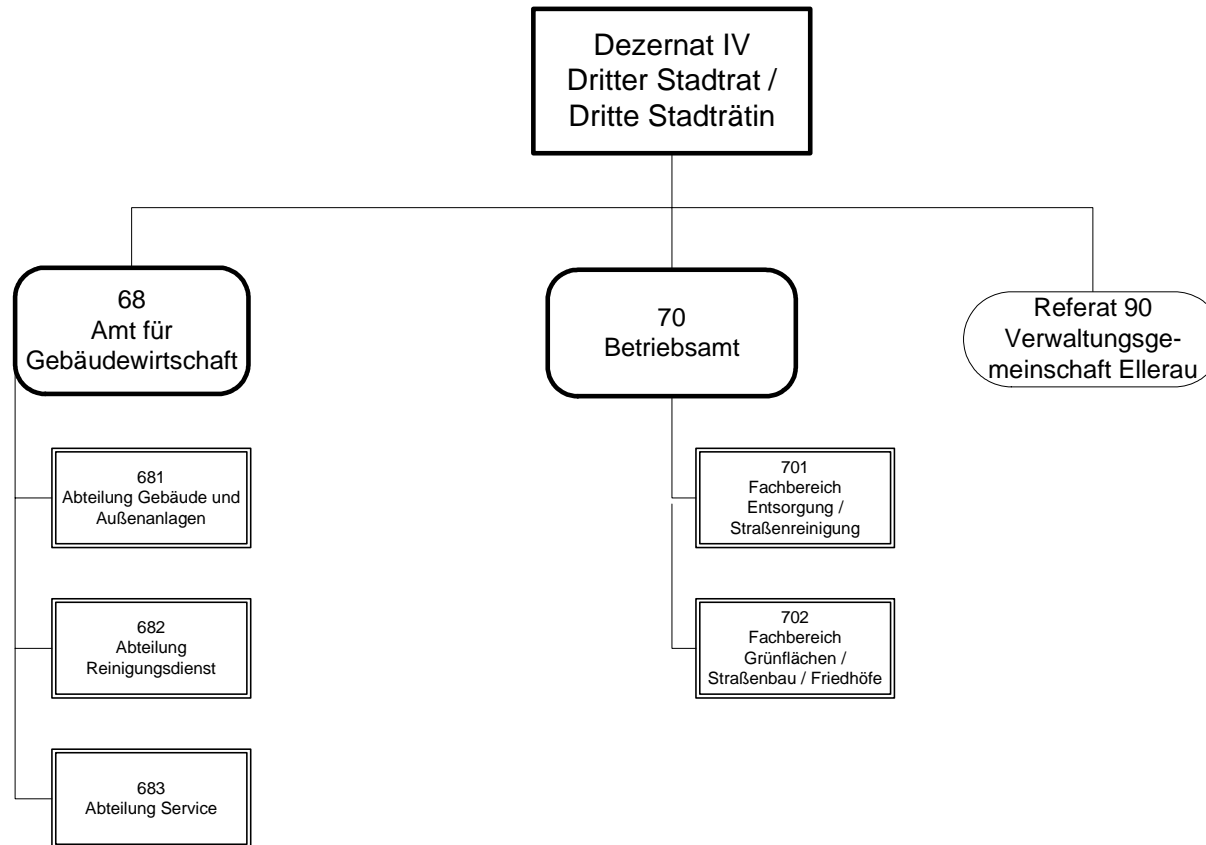 Dezernat IV
Dritter Stadtrat /
Dritte Stadträtin
68
Amt für
Gebäudewirtschaft
70
Betriebsamt
Referat 90
Verwaltungsge-
meinschaft Ellerau
681
Abteilung Gebäude und
Außenanlagen
682
Abteilung
Reinigungsdienst
683
Abteilung Service
701
Fachbereich
Entsorgung /
Straßenreinigung
702
Fachbereich
Grünflächen /
Straßenbau / Friedhöfe